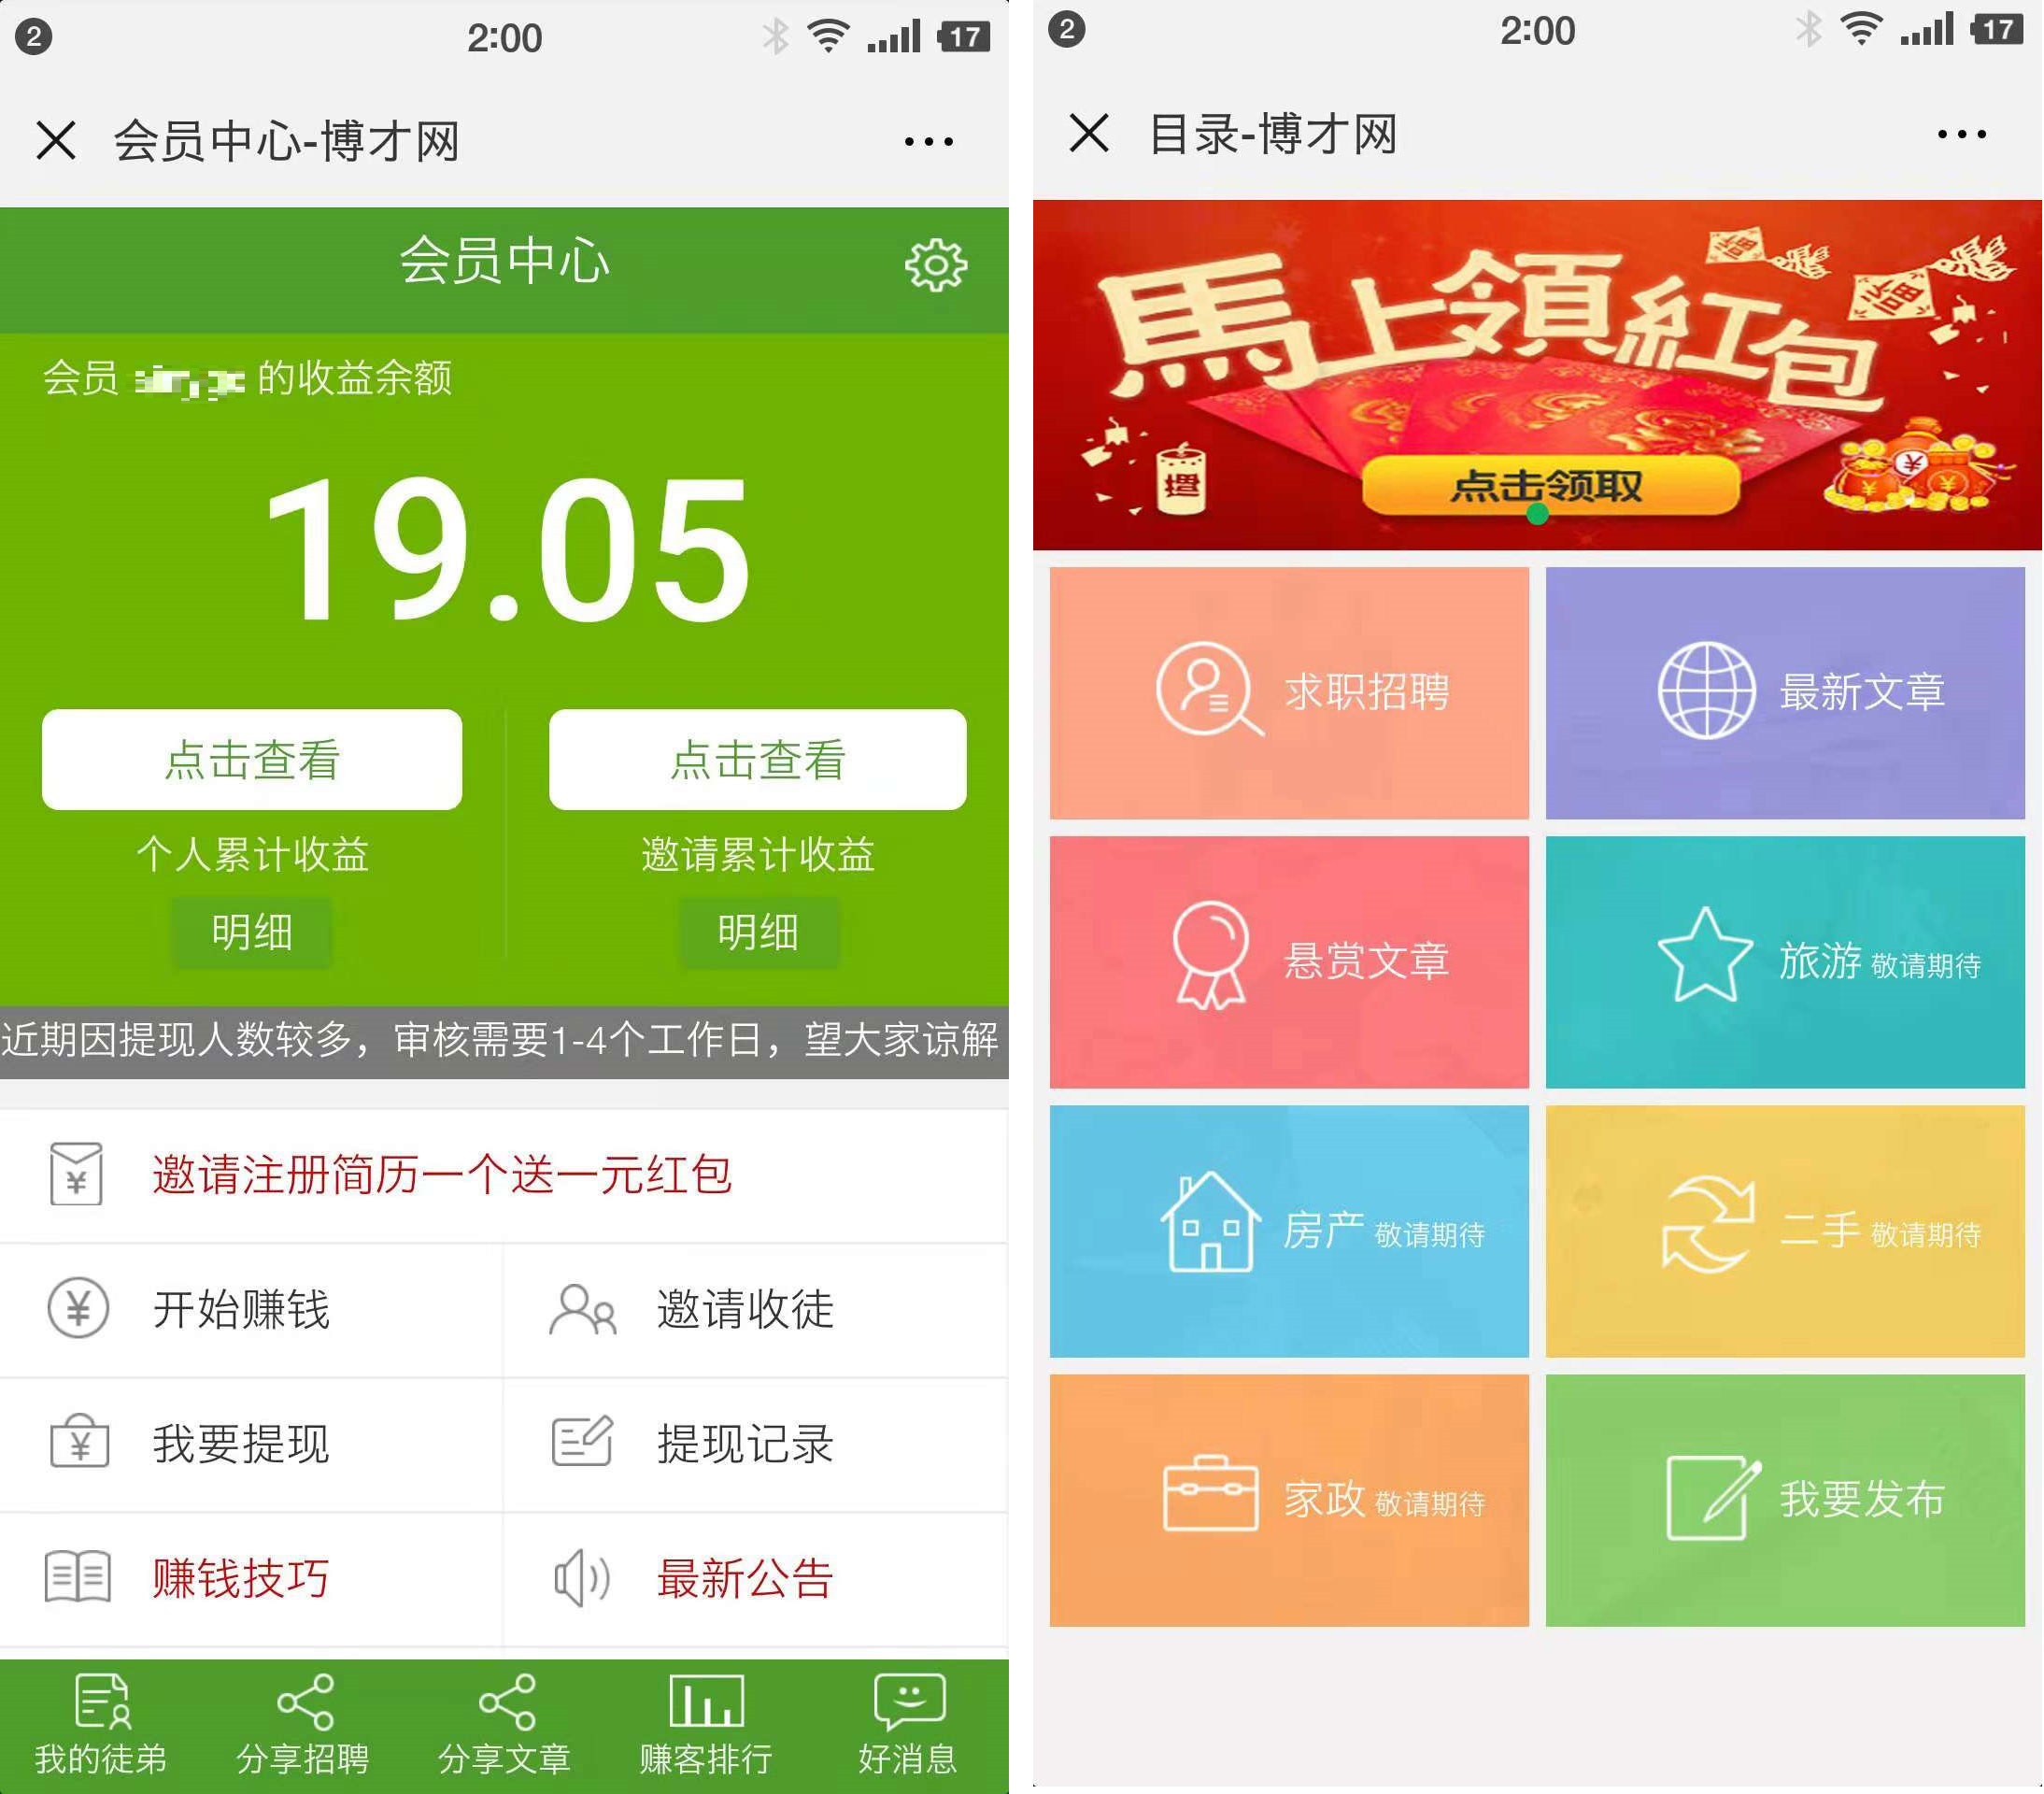 2
2:00
17
会员中心-博才网
会员中心
会员
的收益余额
19.05
点击查看
点击查看
个人累计收益
邀请累计收益
明细
明细
近期因提现人数较多，审核需要1-4个工作日，望大家谅解
邀请注册简历一个送一元红包
开始赚钱
邀请收徒
我要提现
提现记录
赚钱技巧
最新公告
我的徒弟
分享招聘
分享文章
赚客排行
好消息
2
2:00
17
目录-博才网
馬上領紅包
点击领取
求职招聘
最新文章
悬赏文章
旅游 敬请期待
房产 敬请期待
二手 敬请期待
家政 敬请期待
我要发布